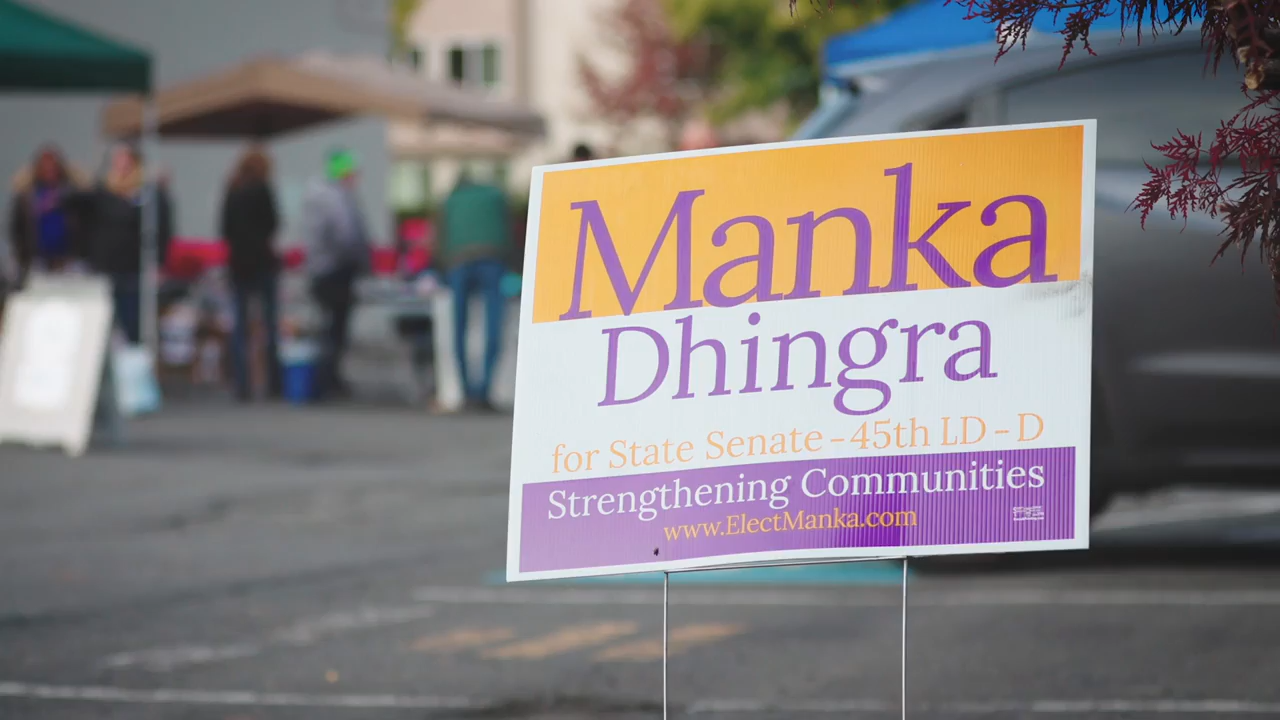 Manka
Dhingra
for State Senate - 45th LD - D
Strengthening Communities
www.ElectManka.com